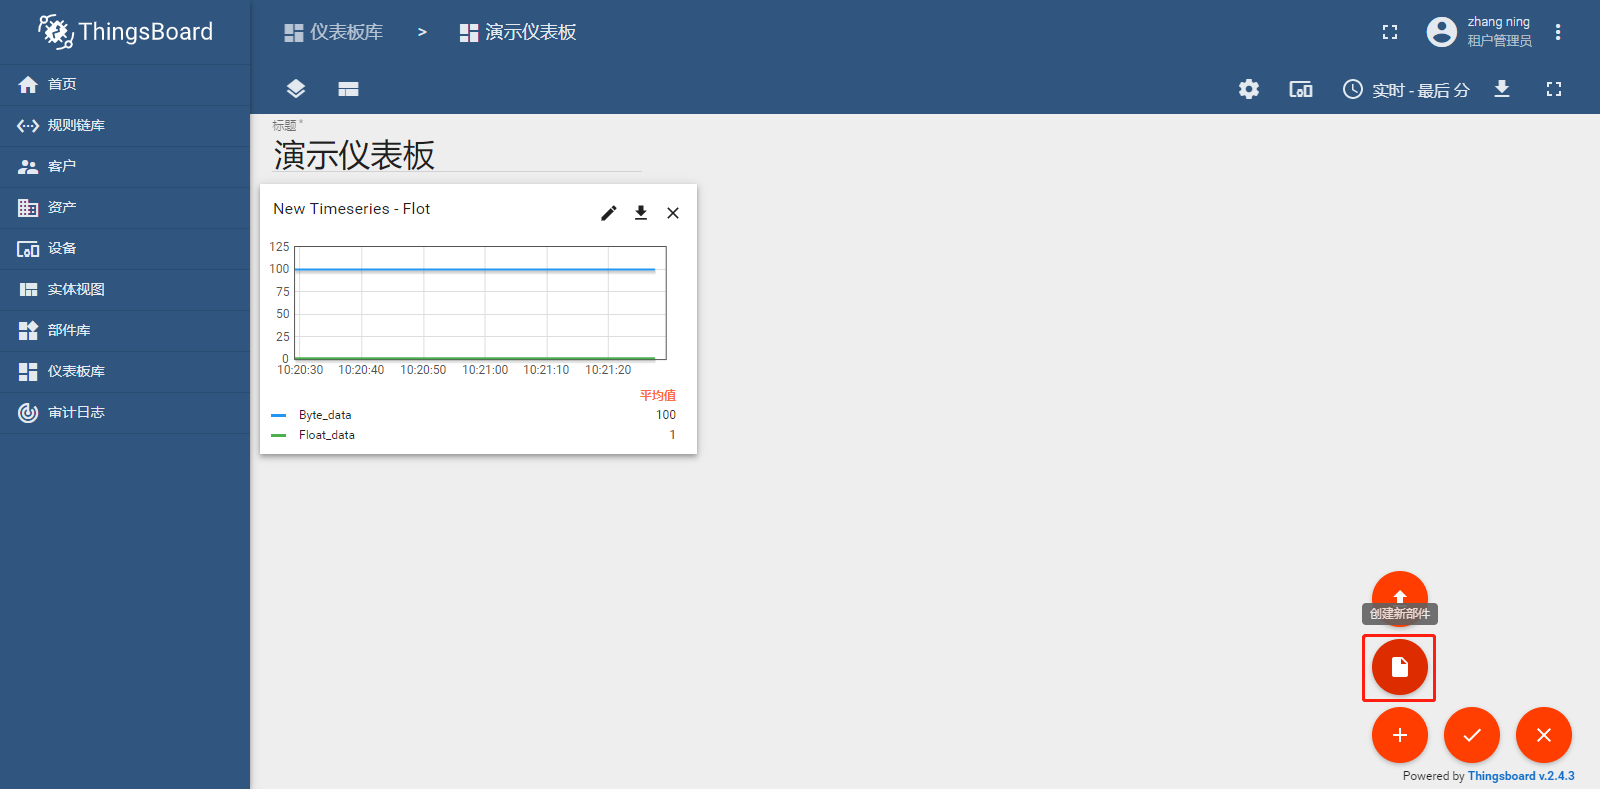 ThingsBoard
仪表板库 > 演示仪表板
zhang ning
租户管理员
首页
规则链库
客户
资产
设备
实体视图
部件库
仪表板库
审计日志
实时 - 最后 分
标题 *
演示仪表板
New Timeseries - Flot
125
100
75
50
25
0
10:20:30 10:20:40 10:20:50 10:21:00 10:21:10 10:21:20
平均值
Byte_data 100
Float_data 1
创建新部件
Powered by Thingsboard v.2.4.3